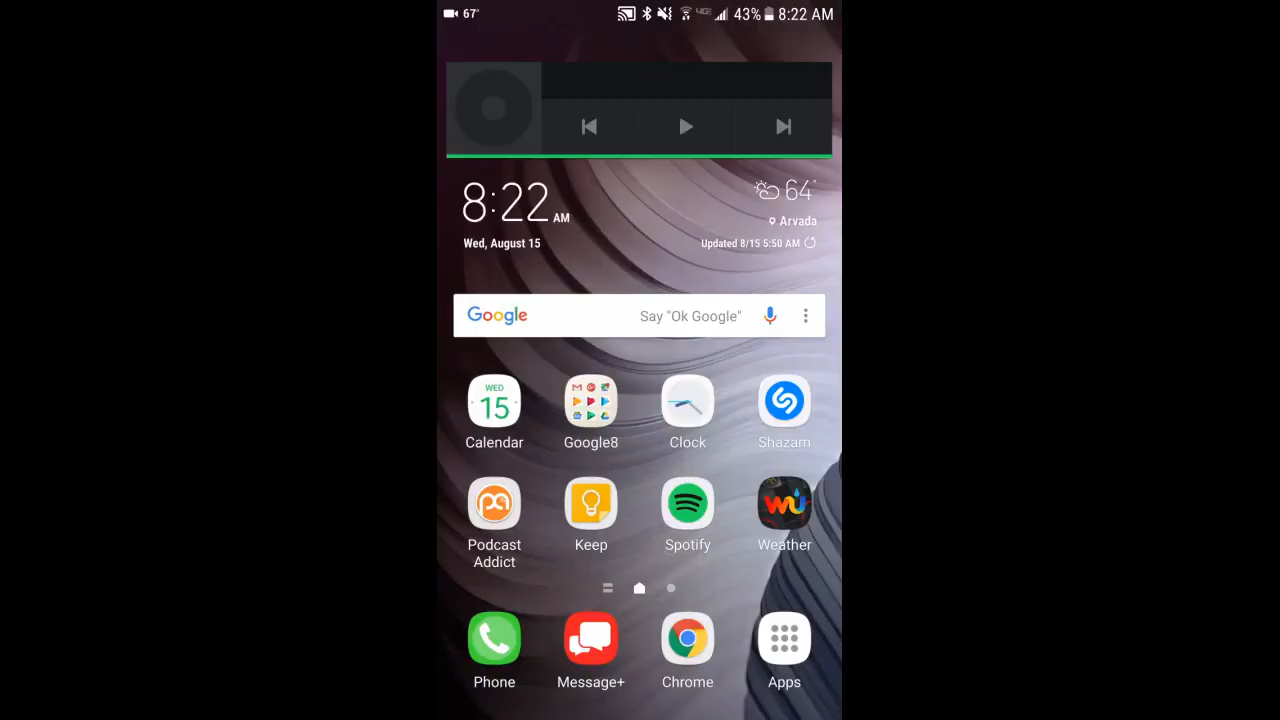 67° 4G 43% 8:22 AM
8:22 AM
64°
Arvada
Wed, August 15
Updated 8/15 5:50 AM
Google Say "Ok Google"
WED
15
Calendar Google8 Clock Shazam
wu
Podcast Addict Keep Spotify Weather
Phone Message+ Chrome Apps